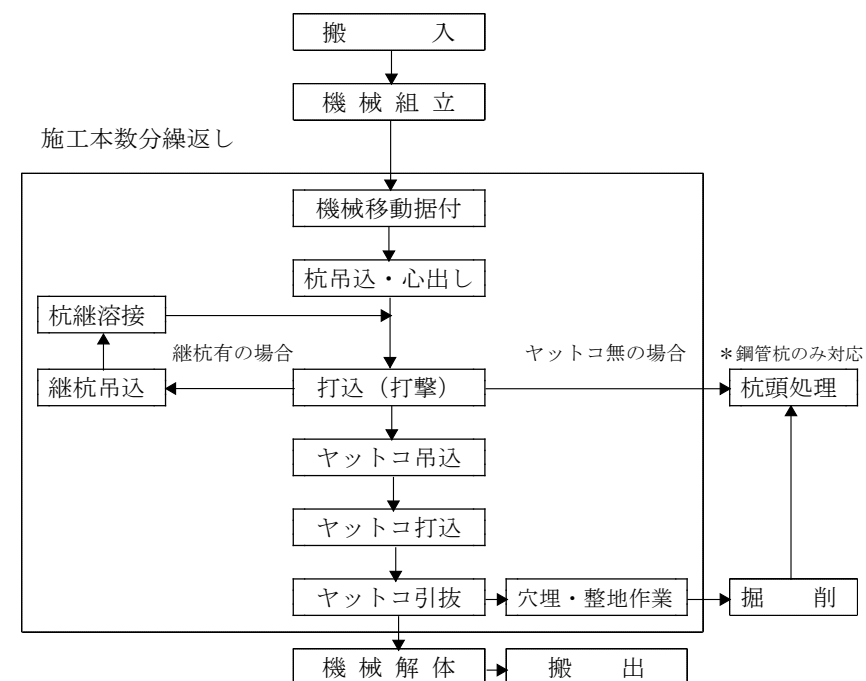 搬　　　入
機 械 組 立
施工本数分繰返し
機械移動据付
杭吊込・心出し
杭継溶接
継杭有の場合
ヤットコ無の場合
＊鋼管杭のみ対応
継杭吊込
打込（打撃）
杭頭処理
ヤットコ吊込
ヤットコ打込
ヤットコ引抜
穴埋・整地作業
掘　　削
機 械 解 体
搬　　出